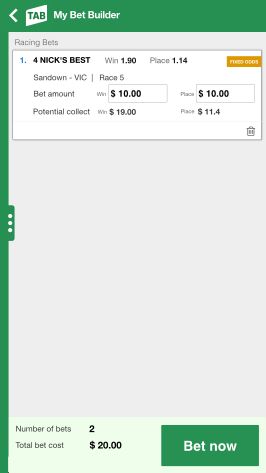 TAB My Bet Builder
Racing Bets
1. 4 NICK'S BEST Win 1.90 Place 1.14 FIXED ODDS
Sandown - VIC | Race 5
Bet amount Win $ 10.00 Place $ 10.00
Potential collect Win $ 19.00 Place $ 11.4
Number of bets 2
Total bet cost $ 20.00
Bet now